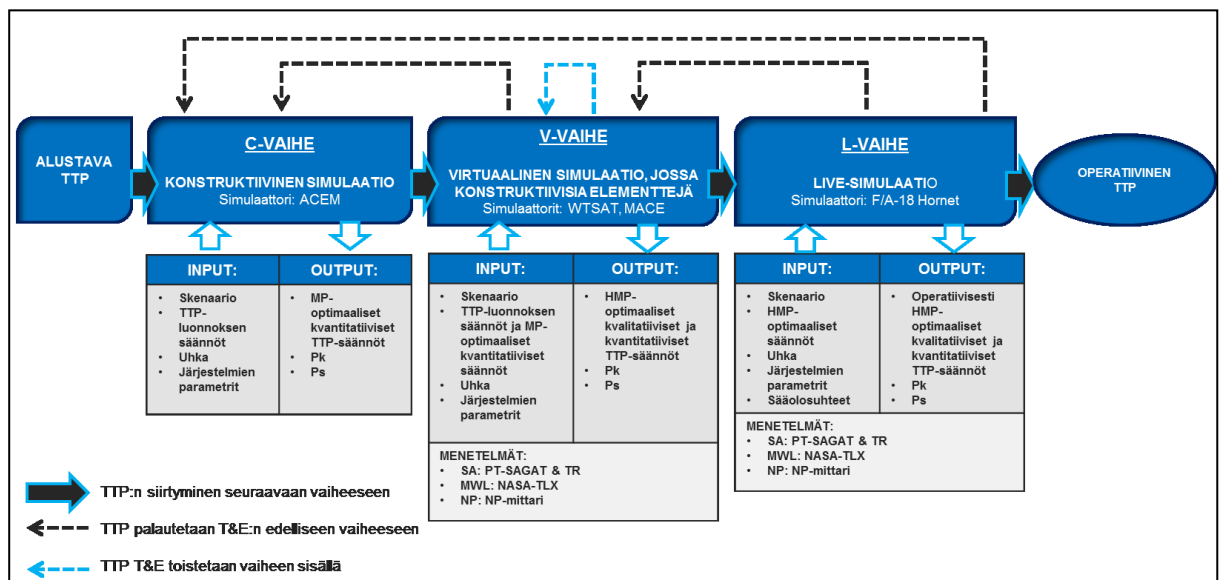 ALUSTAVA
TTP
C-VAIHE
KONSTRUKTIIVINEN SIMULAATIO
Simulaattori: ACEM
V-VAIHE
VIRTUAALINEN SIMULAATIO, JOSSA
KONSTRUKTIIVISIA ELEMENTTEJÄ
Simulaattorit: WTSAT, MACE
L-VAIHE
LIVE-SIMULAATIO
Simulaattori: F/A-18 Hornet
OPERATIIVINEN
TTP
INPUT:
• Skenaario
• TTP-
luonnoksen
säännöt
• Uhka
• Järjestelmien
parametrit
OUTPUT:
• MP-
optimaaliset
kvantitatiiviset
TTP-säännöt
• Pk
• Ps
INPUT:
• Skenaario
• TTP-luonnoksen
säännöt ja MP-
optimaaliset
kvantitatiiviset
säännöt
• Uhka
• Järjestelmien
parametrit
OUTPUT:
• HMP-
optimaaliset
kvalitatiiviset ja
kvantitatiiviset
TTP-säännöt
• Pk
• Ps
MENETELMÄT:
• SA: PT-SAGAT & TR
• MWL: NASA-TLX
• NP: NP-mittari
INPUT:
• Skenaario
• HMP-
optimaaliset
säännöt
• Uhka
• Järjestelmien
parametrit
• Sääolosuhteet
OUTPUT:
• Operatiivisesti
HMP-
optimaaliset
kvalitatiiviset ja
kvantitatiiviset
TTP-säännöt
• Pk
• Ps
MENETELMÄT:
• SA: PT-SAGAT & TR
• MWL: NASA-TLX
• NP: NP-mittari
TTP:n siirtyminen seuraavaan vaiheeseen
TTP palautetaan T&E:n edelliseen vaiheeseen
TTP T&E toistetaan vaiheen sisällä